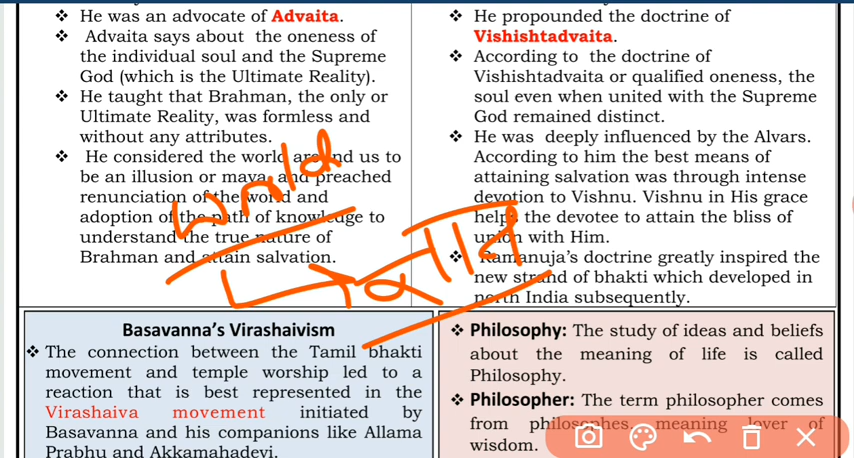 ❖ He was an advocate of Advaita.
❖ Advaita says about the oneness of
the individual soul and the Supreme
God (which is the Ultimate Reality).
❖ He taught that Brahman, the only or
Ultimate Reality, was formless and
without any attributes.
❖ He considered the world around us to
be an illusion or maya, and preached
renunciation of the world and
adoption of the path of knowledge to
understand the true nature of
Brahman and attain salvation.
world
❖ He propounded the doctrine of
Vishishtadvaita.
❖ According to the doctrine of
Vishishtadvaita or qualified oneness, the
soul even when united with the Supreme
God remained distinct.
❖ He was deeply influenced by the Alvars.
According to him the best means of
attaining salvation was through intense
devotion to Vishnu. Vishnu in His grace
helps the devotee to attain the bliss of
union with Him.
❖ Ramanuja's doctrine greatly inspired the
new strand of bhakti which developed in
north India subsequently.
Basavanna's Virashaivism
❖ The connection between the Tamil bhakti
movement and temple worship led to a
reaction that is best represented in the
Virashaiva movement initiated by
Basavanna and his companions like Allama
Prabhu and Akkamahadevi.
❖ Philosophy: The study of ideas and beliefs
about the meaning of life is called
Philosophy.
❖ Philosopher: The term philosopher comes
from philosophes, meaning lover of
wisdom.